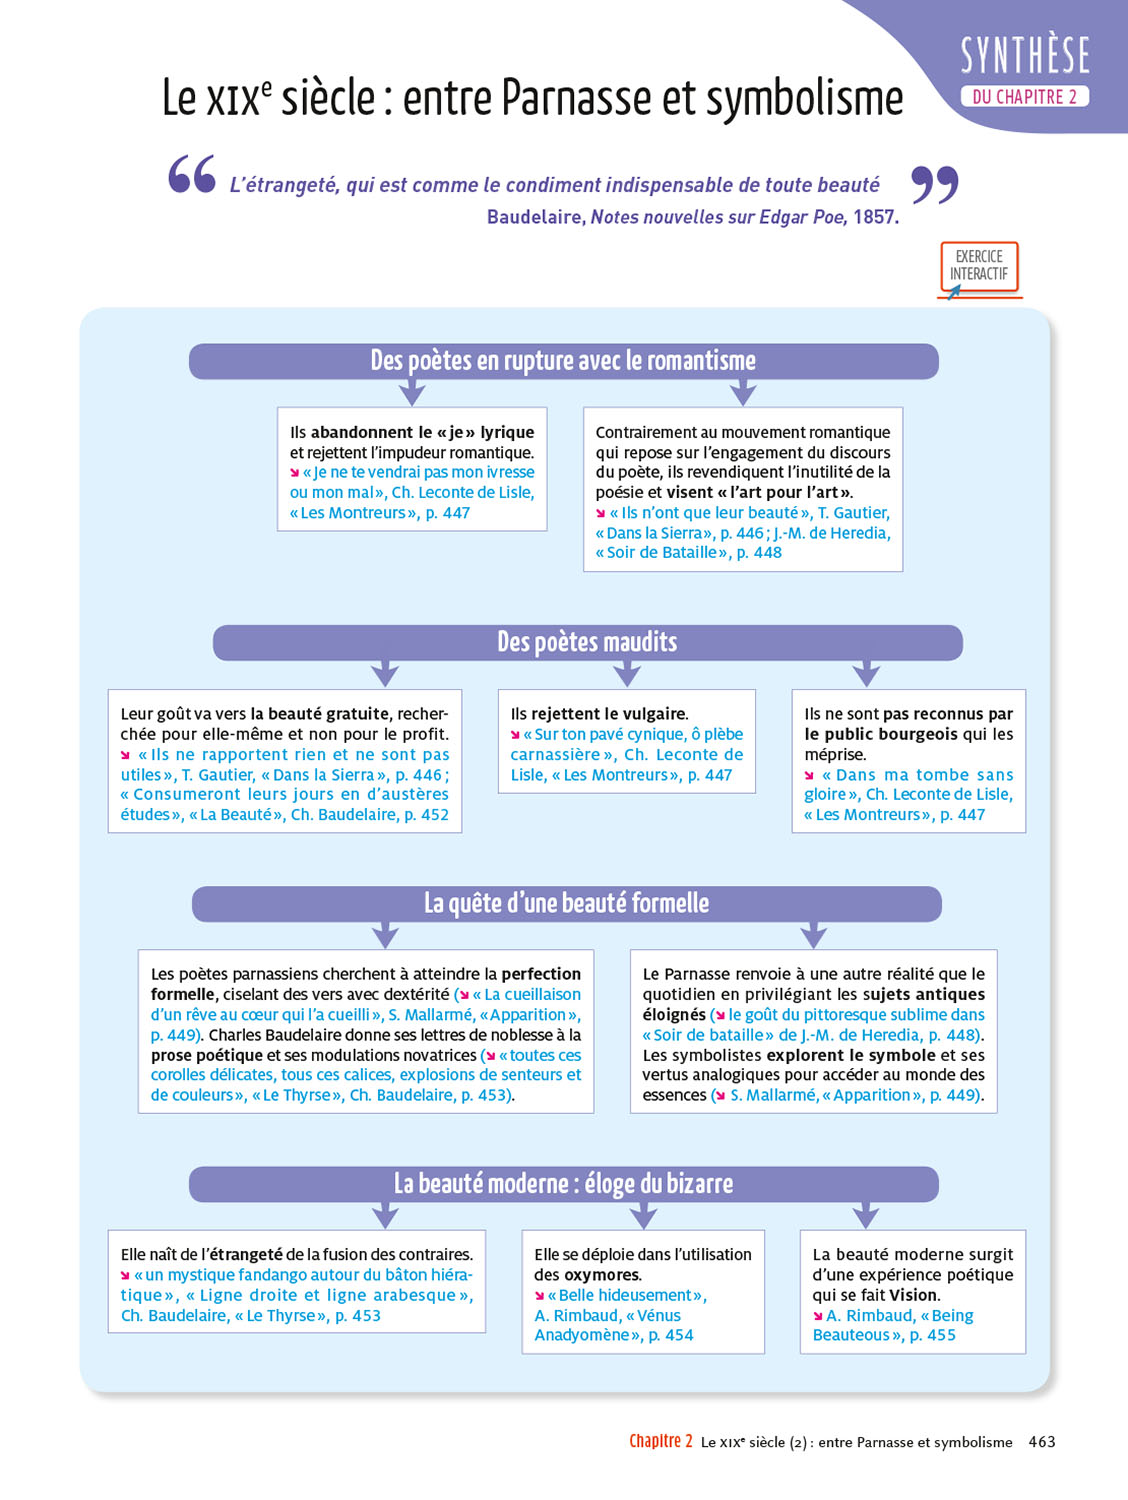 SYNTHÈSE
DU CHAPITRE 2
Le XIXe siècle : entre Parnasse et symbolisme
“ L’étrangeté, qui est comme le condiment indispensable de toute beauté ”
Baudelaire, Notes nouvelles sur Edgar Poe, 1857.
EXERCICE
INTERACTIF
Des poètes en rupture avec le romantisme
Ils abandonnent le « je » lyrique
et rejettent l’impudeur romantique.
➘ « Je ne te vendrai pas mon ivresse
ou mon mal », Ch. Leconte de Lisle,
« Les Montreurs », p. 447
Contrairement au mouvement romantique
qui repose sur l’engagement du discours
du poète, ils revendiquent l’inutilité de la
poésie et visent « l’art pour l’art ».
➘ « Ils n’ont que leur beauté », T. Gautier,
« Dans la Sierra », p. 446 ; J.-M. de Heredia,
« Soir de Bataille », p. 448
Des poètes maudits
Leur goût va vers la beauté gratuite, recher-
chée pour elle-même et non pour le profit.
➘ « Ils ne rapportent rien et ne sont pas
utiles », T. Gautier, « Dans la Sierra », p. 446 ;
« Consumeront leurs jours en d’austères
études », « La Beauté », Ch. Baudelaire, p. 452
Ils rejettent le vulgaire.
➘ « Sur ton pavé cynique, ô plèbe
carnassière », Ch. Leconte de
Lisle, « Les Montreurs », p. 447
Ils ne sont pas reconnus par
le public bourgeois qui les
méprise.
➘ « Dans ma tombe sans
gloire », Ch. Leconte de Lisle,
« Les Montreurs », p. 447
La quête d’une beauté formelle
Les poètes parnassiens cherchent à atteindre la perfection
formelle, ciselant des vers avec dextérité (➘ « La cueillaison
d’un rêve au cœur qui l’a cueilli », S. Mallarmé, « Apparition »,
p. 449). Charles Baudelaire donne ses lettres de noblesse à la
prose poétique et ses modulations novatrices (➘ « toutes ces
corolles délicates, tous ces calices, explosions de senteurs et
de couleurs », « Le Thyrse », Ch. Baudelaire, p. 453).
Le Parnasse renvoie à une autre réalité que le
quotidien en privilégiant les sujets antiques
éloignés (➘ le goût du pittoresque sublime dans
« Soir de bataille » de J.-M. de Heredia, p. 448).
Les symbolistes explorent le symbole et ses
vertus analogiques pour accéder au monde des
essences (➘ S. Mallarmé, « Apparition », p. 449).
La beauté moderne : éloge du bizarre
Elle naît de l’étrangeté de la fusion des contraires.
➘ « un mystique fandango autour du bâton hiéra-
tique », « Ligne droite et ligne arabesque »,
Ch. Baudelaire, « Le Thyrse », p. 453
Elle se déploie dans l’utilisation
des oxymores.
➘ « Belle hideusement »,
A. Rimbaud, « Vénus
Anadyomène », p. 454
La beauté moderne surgit
d’une expérience poétique
qui se fait Vision.
➘ A. Rimbaud, « Being
Beauteous », p. 455
Chapitre 2 Le XIXe siècle (2) : entre Parnasse et symbolisme 463